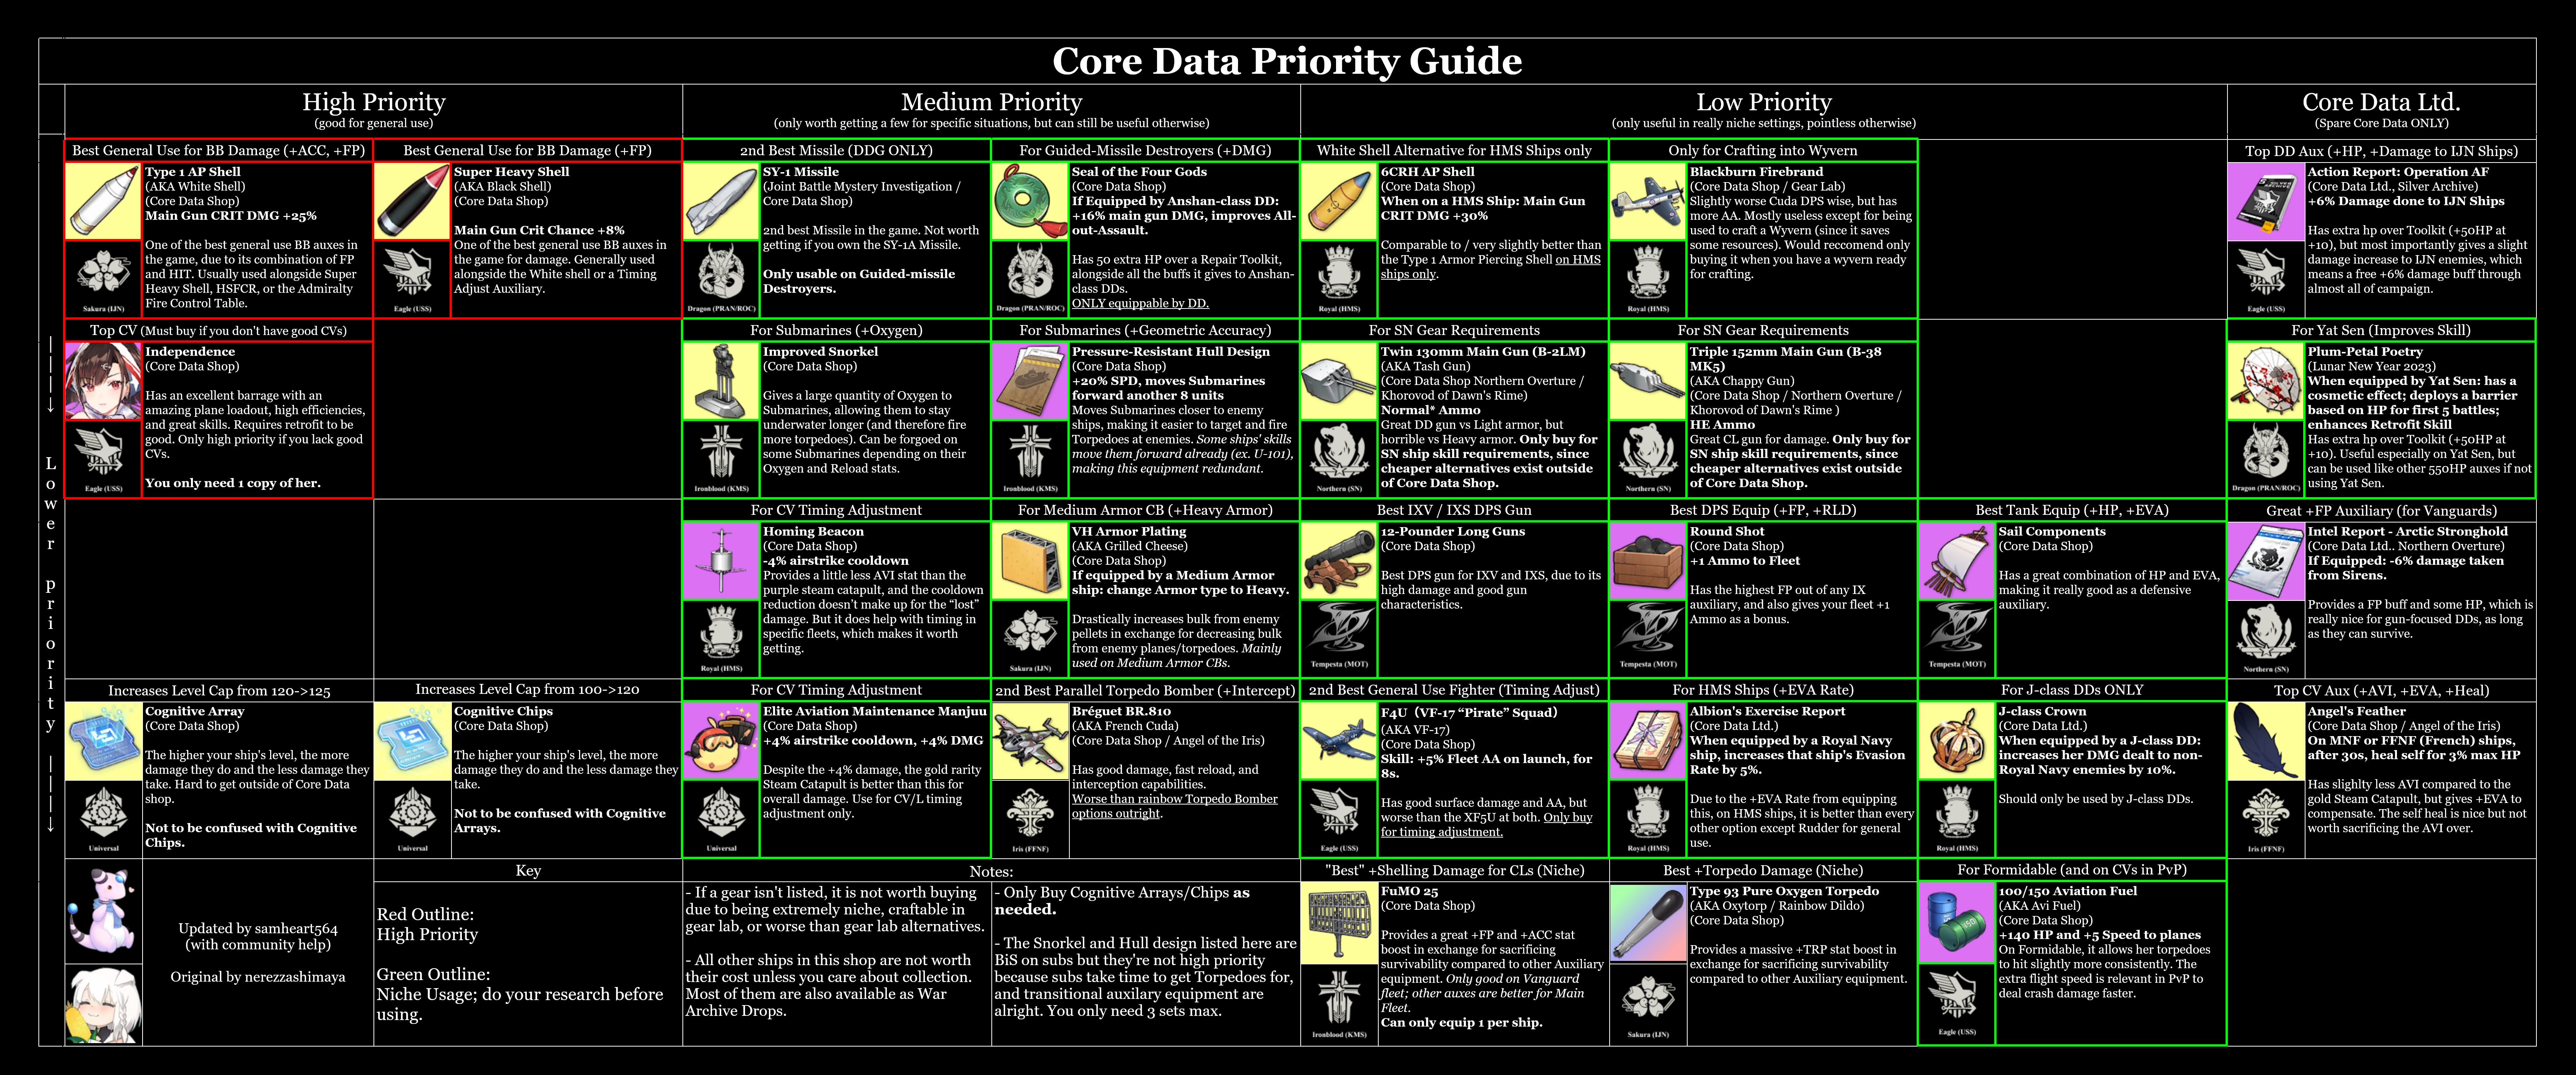 Core Data Priority Guide
High Priority
(good for general use)
Medium Priority
(only worth getting a few for specific situations, but can still be useful otherwise)
Low Priority
(only useful in really niche settings, pointless otherwise)
Core Data Ltd.
(Spare Core Data ONLY)
Lower priority
Best General Use for BB Damage (+ACC, +FP)
Type 1 AP Shell
(AKA White Shell)
(Core Data Shop)
Main Gun CRIT DMG +25%
One of the best general use BB auxes in
the game, due to its combination of FP
and HIT. Usually used alongside Super
Heavy Shell, HSFCR, or the Admiralty
Fire Control Table.
Sakura (IJN)
Best General Use for BB Damage (+FP)
Super Heavy Shell
(AKA Black Shell)
(Core Data Shop)
Main Gun Crit Chance +8%
One of the best general use BB auxes in
the game for damage. Generally used
alongside the White shell or a Timing
Adjust Auxiliary.
Eagle (USS)
2nd Best Missile (DDG ONLY)
SY-1 Missile
(Joint Battle Mystery Investigation /
Core Data Shop)
2nd best Missile in the game. Not worth
getting if you own the SY-1A Missile.
Only usable on Guided-missile
Destroyers.
Dragon (PRAN/ROC)
For Guided-Missile Destroyers (+DMG)
Seal of the Four Gods
(Core Data Shop)
If Equipped by Anshan-class DD:
+16% main gun DMG, improves All-
out-Assault.
Has 50 extra HP over a Repair Toolkit,
alongside all the buffs it gives to Anshan-
class DDs.
ONLY equippable by DD.
Dragon (PRAN/ROC)
White Shell Alternative for HMS Ships only
6CRH AP Shell
(Core Data Shop)
When on a HMS Ship: Main Gun
CRIT DMG +30%
Comparable to / very slightly better than
the Type 1 Armor Piercing Shell on HMS
ships only.
Royal (HMS)
Only for Crafting into Wyvern
Blackburn Firebrand
(Core Data Shop / Gear Lab)
Slightly worse Cuda DPS wise, but has
more AA. Mostly useless except for being
used to craft a Wyvern (since it saves
some resources). Would reccomend only
buying it when you have a wyvern ready
for crafting.
Royal (HMS)
Top DD Aux (+HP, +Damage to IJN Ships)
Action Report: Operation AF
(Core Data Ltd., Silver Archive)
+6% Damage done to IJN Ships
Has extra hp over Toolkit (+50HP at
+10), but most importantly gives a slight
damage increase to IJN enemies, which
means a free +6% damage buff through
almost all of campaign.
Eagle (USS)
Top CV (Must buy if you don't have good CVs)
Independence
(Core Data Shop)
Has an excellent barrage with an
amazing plane loadout, high efficiencies,
and great skills. Requires retrofit to be
good. Only high priority if you lack good
CVs.
You only need 1 copy of her.
Eagle (USS)
For Submarines (+Oxygen)
Improved Snorkel
(Core Data Shop)
Gives a large quantity of Oxygen to
Submarines, allowing them to stay
underwater longer (and therefore fire
more torpedoes). Can be forgoed on
some Submarines depending on their
Oxygen and Reload stats.
Ironblood (KMS)
For Submarines (+Geometric Accuracy)
Pressure-Resistant Hull Design
(Core Data Shop)
+20% SPD, moves Submarines
forward another 8 units
Moves Submarines closer to enemy
ships, making it easier to target and fire
Torpedoes at enemies. Some ships' skills
move them forward already (ex. U-101),
making this equipment redundant.
Ironblood (KMS)
For SN Gear Requirements
Twin 130mm Main Gun (B-2LM)
(AKA Tash Gun)
(Core Data Shop Northern Overture /
Khorovod of Dawn's Rime)
Normal* Ammo
Great DD gun vs Light armor, but
horrible vs Heavy armor. Only buy for
SN ship skill requirements, since
cheaper alternatives exist outside
of Core Data Shop.
Northern (SN)
For SN Gear Requirements
Triple 152mm Main Gun (B-38
MK5)
(AKA Chappy Gun)
(Core Data Shop / Northern Overture /
Khorovod of Dawn's Rime )
HE Ammo
Great CL gun for damage. Only buy for
SN ship skill requirements, since
cheaper alternatives exist outside
of Core Data Shop.
Northern (SN)
For Yat Sen (Improves Skill)
Plum-Petal Poetry
(Lunar New Year 2023)
When equipped by Yat Sen: has a
cosmetic effect; deploys a barrier
based on HP for first 5 battles;
enhances Retrofit Skill
Has extra hp over Toolkit (+50HP at
+10). Useful especially on Yat Sen, but
can be used like other 550HP auxes if not
using Yat Sen.
Dragon (PRAN/ROC)
For CV Timing Adjustment
Homing Beacon
(Core Data Shop)
-4% airstrike cooldown
Provides a little less AVI stat than the
purple steam catapult, and the cooldown
reduction doesn't make up for the “lost”
damage. But it does help with timing in
specific fleets, which makes it worth
getting.
Royal (HMS)
For Medium Armor CB (+Heavy Armor)
VH Armor Plating
(AKA Grilled Cheese)
(Core Data Shop)
If equipped by a Medium Armor
ship: change Armor type to Heavy.
Drastically increases bulk from enemy
pellets in exchange for decreasing bulk
from enemy planes/torpedoes. Mainly
used on Medium Armor CBs.
Sakura (IJN)
Best IXV / IXS DPS Gun
12-Pounder Long Guns
(Core Data Shop)
Best DPS gun for IXV and IXS, due to its
high damage and good gun
characteristics.
Tempesta (MOT)
Best DPS Equip (+FP, +RLD)
Round Shot
(Core Data Shop)
+1 Ammo to Fleet
Has the highest FP out of any IX
auxiliary, and also gives your fleet +1
Ammo as a bonus.
Tempesta (MOT)
Best Tank Equip (+HP, +EVA)
Sail Components
(Core Data Shop)
Has a great combination of HP and EVA,
making it really good as a defensive
auxiliary.
Tempesta (MOT)
Great +FP Auxiliary (for Vanguards)
Intel Report - Arctic Stronghold
(Core Data Ltd.. Northern Overture)
If Equipped: -6% damage taken
from Sirens.
Provides a FP buff and some HP, which is
really nice for gun-focused DDs, as long
as they can survive.
Northern (SN)
Increases Level Cap from 120->125
Cognitive Array
(Core Data Shop)
The higher your ship's level, the more
damage they do and the less damage they
take. Hard to get outside of Core Data
shop.
Not to be confused with Cognitive
Chips.
Universal
Increases Level Cap from 100->120
Cognitive Chips
(Core Data Shop)
The higher your ship's level, the more
damage they do and the less damage they
take.
Not to be confused with Cognitive
Arrays.
Universal
For CV Timing Adjustment
Elite Aviation Maintenance Manjuu
(Core Data Shop)
+4% airstrike cooldown, +4% DMG
Despite the +4% damage, the gold rarity
Steam Catapult is better than this for
overall damage. Use for CV/L timing
adjustment only.
Universal
2nd Best Parallel Torpedo Bomber (+Intercept)
Bréguet BR.810
(AKA French Cuda)
(Core Data Shop / Angel of the Iris)
Has good damage, fast reload, and
interception capabilities.
Worse than rainbow Torpedo Bomber
options outright.
Iris (FFNF)
2nd Best General Use Fighter (Timing Adjust)
F4U (VF-17 “Pirate” Squad)
(AKA VF-17)
(Core Data Shop)
Skill: +5% Fleet AA on launch, for
8s.
Has good surface damage and AA, but
worse than the XF5U at both. Only buy
for timing adjustment.
Eagle (USS)
For HMS Ships (+EVA Rate)
Albion's Exercise Report
(Core Data Ltd.)
When equipped by a Royal Navy
ship, increases that ship's Evasion
Rate by 5%.
Due to the +EVA Rate from equipping
this, on HMS ships, it is better than every
other option except Rudder for general
use.
Royal (HMS)
For J-class DDs ONLY
J-class Crown
(Core Data Ltd.)
When equipped by a J-class DD:
increases her DMG dealt to non-
Royal Navy enemies by 10%.
Should only be used by J-class DDs.
Royal (HMS)
Top CV Aux (+AVI, +EVA, +Heal)
Angel's Feather
(Core Data Shop / Angel of the Iris)
On MNF or FFNF (French) ships,
after 30s, heal self for 3% max HP
Has slighlty less AVI compared to the
gold Steam Catapult, but gives +EVA to
compensate. The self heal is nice but not
worth sacrificing the AVI over.
Iris (FFNF)
Updated by samheart564
(with community help)
Original by nerezzashimaya
Key
Red Outline:
High Priority
Green Outline:
Niche Usage; do your research before
using.
Notes:
- If a gear isn't listed, it is not worth buying
due to being extremely niche, craftable in
gear lab, or worse than gear lab alternatives.
- All other ships in this shop are not worth
their cost unless you care about collection.
Most of them are also available as War
Archive Drops.
- Only Buy Cognitive Arrays/Chips as
needed.
- The Snorkel and Hull design listed here are
BiS on subs but they're not high priority
because subs take time to get Torpedoes for,
and transitional auxilary equipment are
alright. You only need 3 sets max.
"Best" +Shelling Damage for CLs (Niche)
FuMO 25
(Core Data Shop)
Provides a great +FP and +ACC stat
boost in exchange for sacrificing
survivability compared to other Auxiliary
equipment. Only good on Vanguard
fleet; other auxes are better for Main
Fleet.
Can only equip 1 per ship.
Ironblood (KMS)
Best +Torpedo Damage (Niche)
Type 93 Pure Oxygen Torpedo
(AKA Oxytorp / Rainbow Dildo)
(Core Data Shop)
Provides a massive +TRP stat boost in
exchange for sacrificing survivability
compared to other Auxiliary equipment.
Sakura (IJN)
For Formidable (and on CVs in PvP)
100/150 Aviation Fuel
(AKA Avi Fuel)
(Core Data Shop)
+140 HP and +5 Speed to planes
On Formidable, it allows her torpedoes
to hit slightly more consistently. The
extra flight speed is relevant in PvP to
deal crash damage faster.
Eagle (USS)